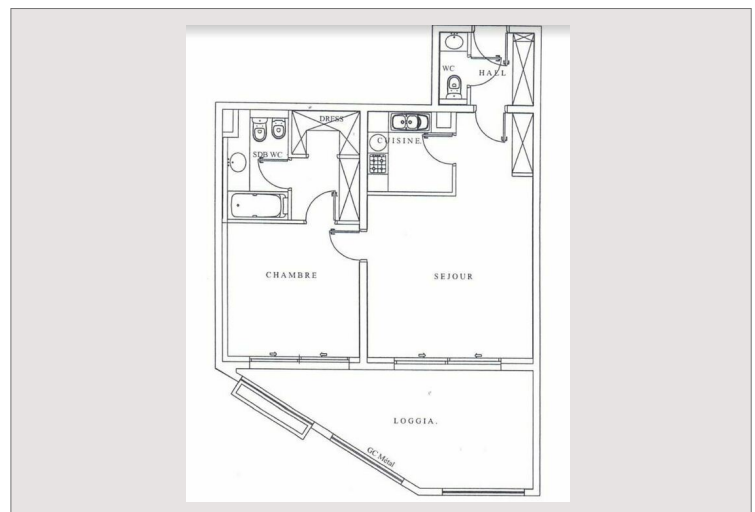 WC
HALL
DRESS
CUISINE
SDB WC
CHAMBRE
SEJOUR
LOGGIA.
GC Métal